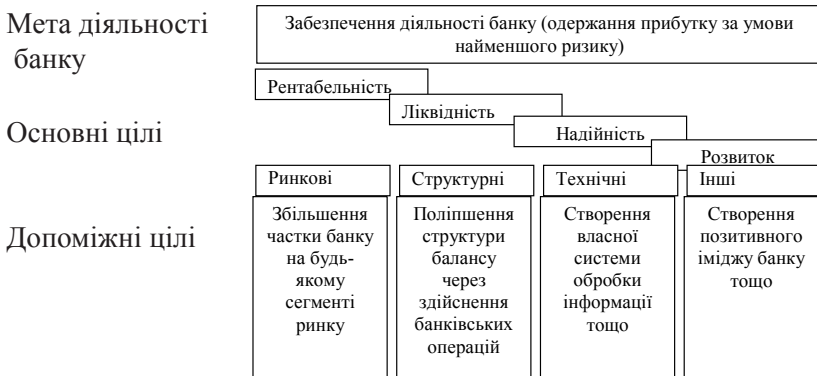 Мета діяльності
банку
Забезпечення діяльності банку (одержання прибутку за умови
найменшого ризику)
Рентабельність
Ліквідність
Основні цілі
Надійність
Розвиток
Ринкові
Структурні
Технічні
Інші
Допоміжні цілі
Збільшення
частки банку
на будь-
якому
сегменті
ринку
Поліпшення
структури
балансу
через
здійснення
банківських
операцій
Створення
власної
системи
обробки
інформації
тощо
Створення
позитивного
іміджу банку
тощо